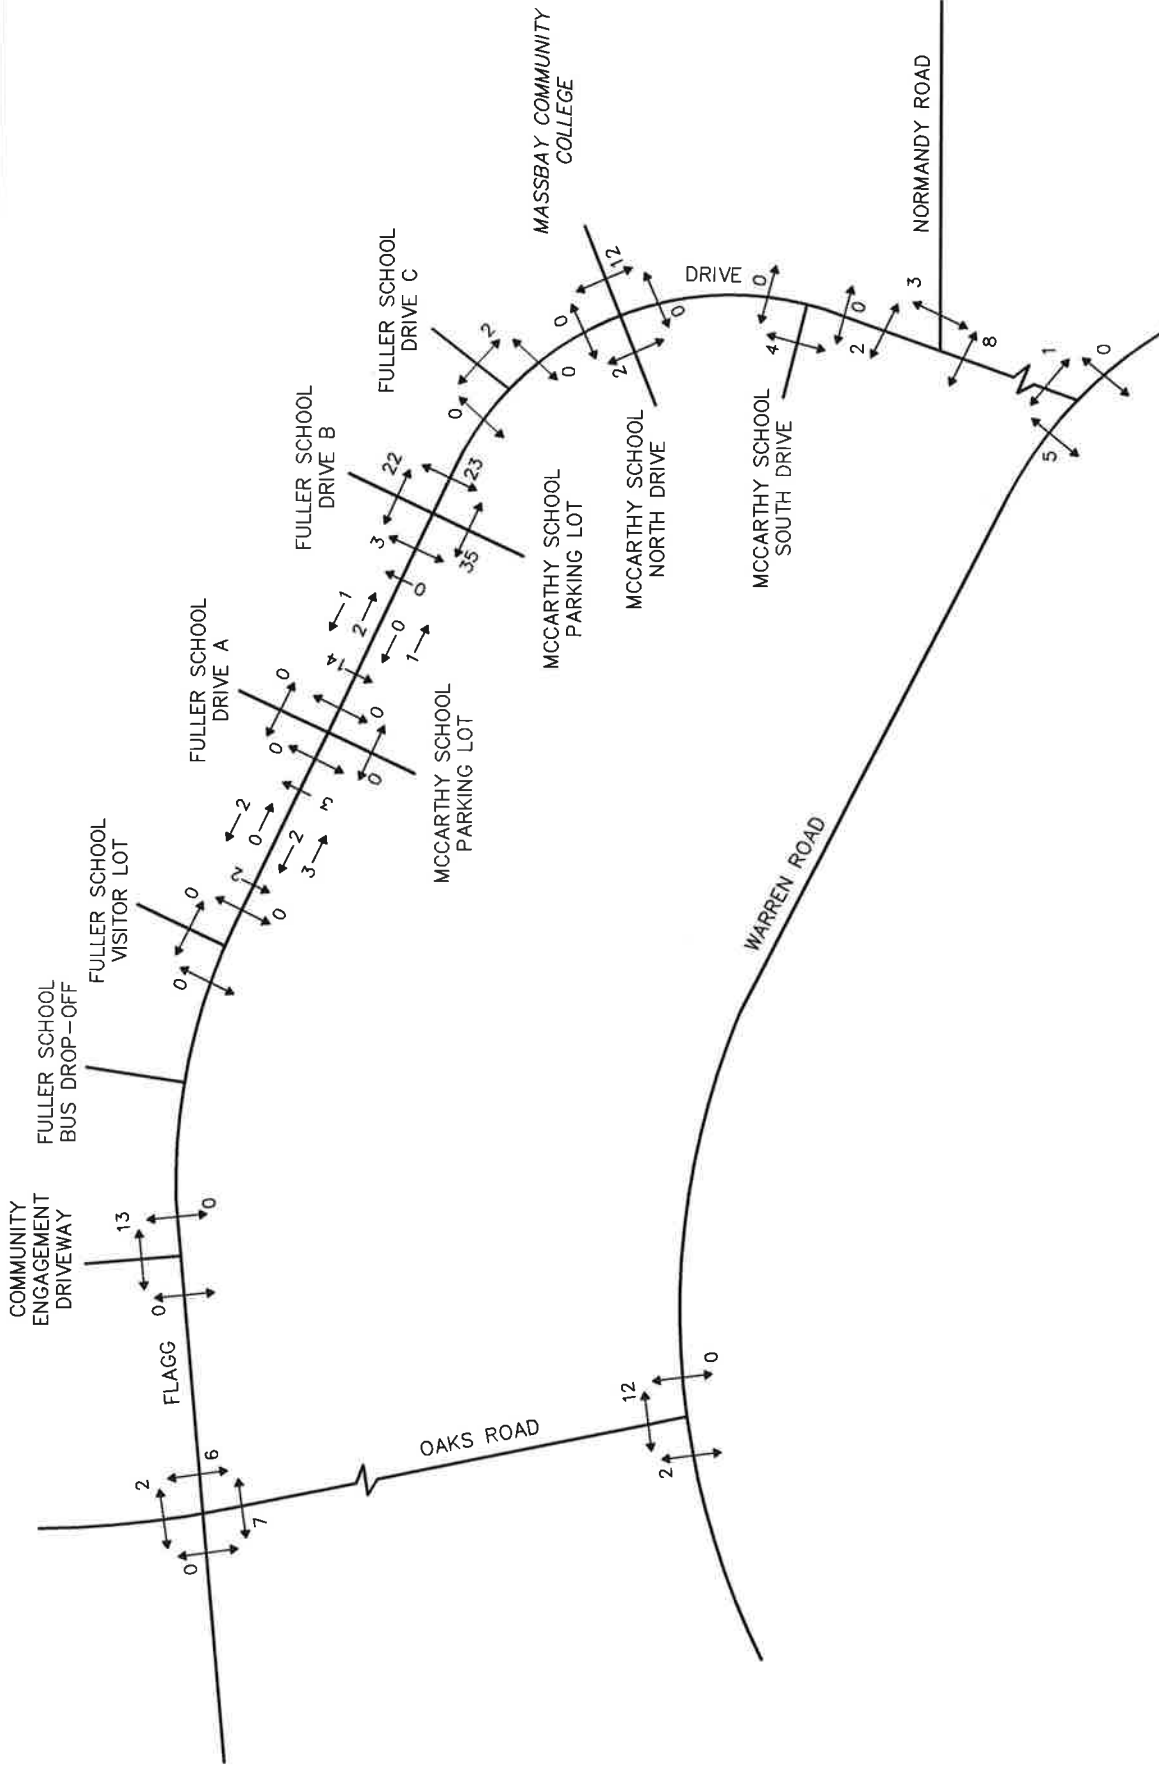 COMMUNITY
ENGAGEMENT
DRIVEWAY
13
0
0
FULLER SCHOOL
BUS DROP-OFF
FULLER SCHOOL
VISITOR LOT
0
0
0
2
2
0
2
3
3
FULLER SCHOOL
DRIVE A
0
0
0
0
MCCARTHY SCHOOL
PARKING LOT
14
1
2
0
1
0
FULLER SCHOOL
DRIVE B
22
3
23
35
MCCARTHY SCHOOL
PARKING LOT
FULLER SCHOOL
DRIVE C
2
0
0
MASSBAY COMMUNITY
COLLEGE
12
0
0
2
MCCARTHY SCHOOL
NORTH DRIVE
DRIVE
0
4
0
MCCARTHY SCHOOL
SOUTH DRIVE
2
3
8
NORMANDY ROAD
1
0
5
WARREN ROAD
FLAGG
2
6
0
7
OAKS ROAD
12
0
2